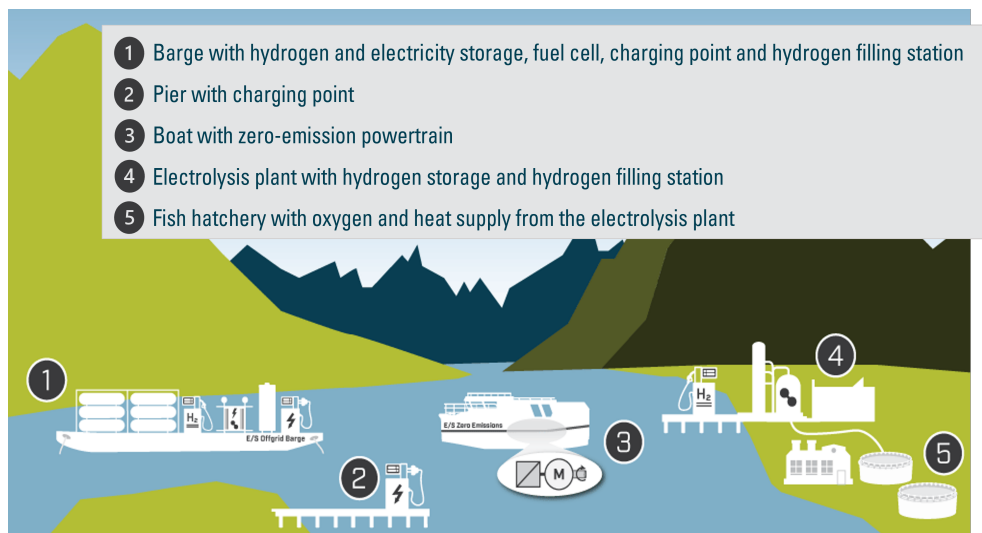 1 Barge with hydrogen and electricity storage, fuel cell, charging point and hydrogen filling station
2 Pier with charging point
3 Boat with zero-emission powertrain
4 Electrolysis plant with hydrogen storage and hydrogen filling station
5 Fish hatchery with oxygen and heat supply from the electrolysis plant
4
1
H2
H2
E/S Zero Emissions
E/S Offgrid Barge
3
5
M
2